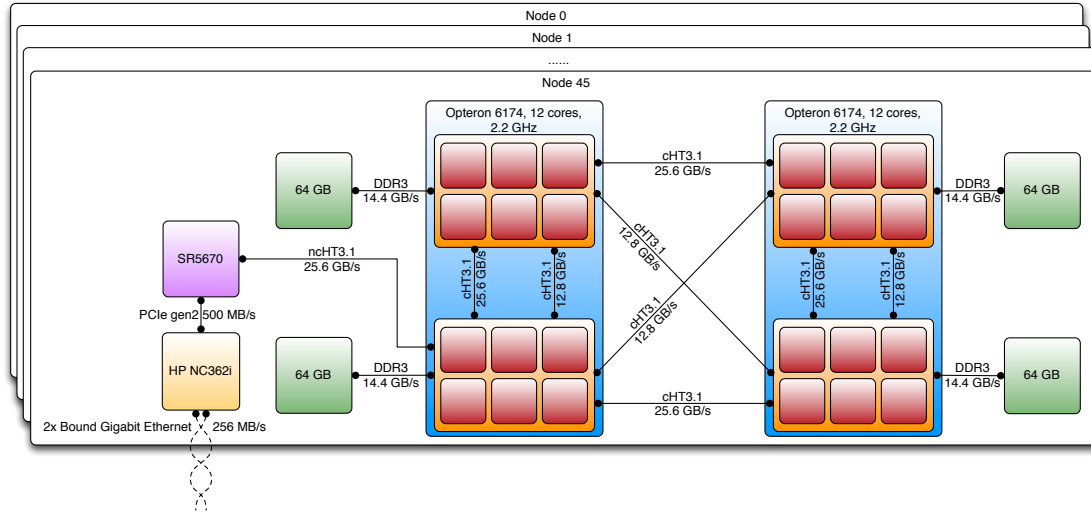 Node 0
Node 1
......
Node 45
Opteron 6174, 12 cores,
2.2 GHz
Opteron 6174, 12 cores,
2.2 GHz
cHT3.1
25.6 GB/s
64 GB
DDR3
14.4 GB/s
DDR3
14.4 GB/s
64 GB
SR5670
ncHT3.1
25.6 GB/s
cHT3.1
25.6 GB/s
cHT3.1
12.8 GB/s
cHT3.1
12.8 GB/s
cHT3.1
12.8 GB/s
cHT3.1
25.6 GB/s
cHT3.1
12.8 GB/s
PCIe gen2 500 MB/s
HP NC362i
64 GB
DDR3
14.4 GB/s
DDR3
14.4 GB/s
64 GB
cHT3.1
25.6 GB/s
2x Bound Gigabit Ethernet 256 MB/s